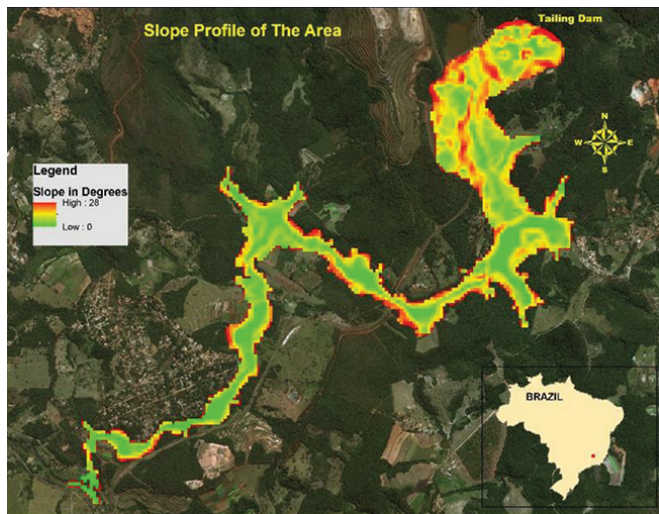 Slope Profile of The Area
Tailing Dam
N
W E
S
Legend
Slope in Degrees
High : 28
Low : 0
BRAZIL